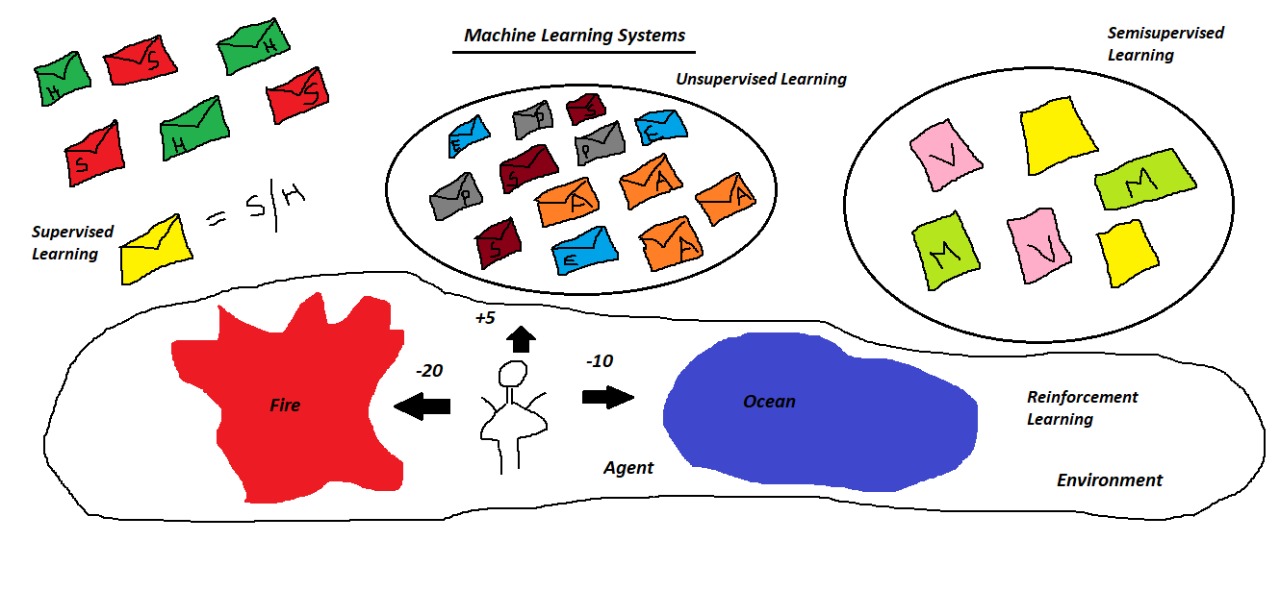 Machine Learning Systems
Semisupervised
Learning
Unsupervised Learning
H
S
H
S
S
H
= S|H
Supervised
Learning
E
P
S
P
E
S
P
A
A
A
S
E
A
V
M
M
V
+5
-20
-10
Fire
Ocean
Agent
Reinforcement
Learning
Environment